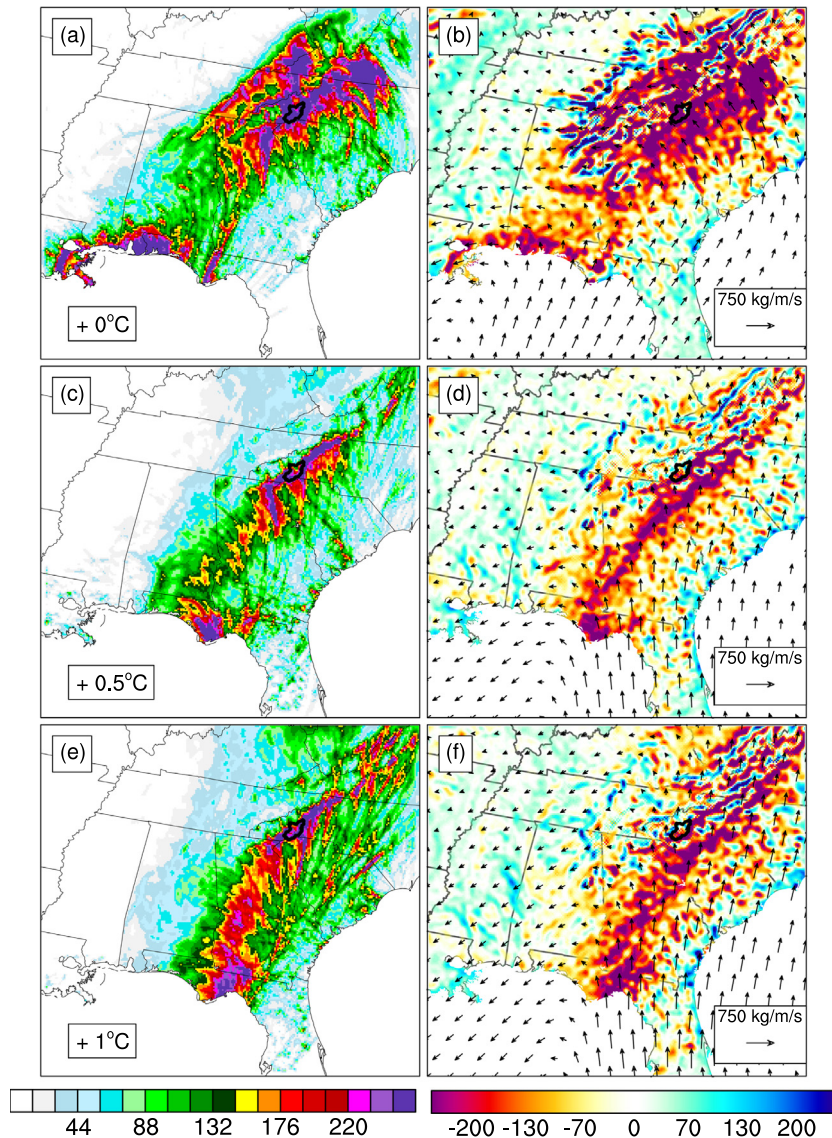 (a)
(b)
+ 0°C
750 kg/m/s
(c)
(d)
+ 0.5°C
750 kg/m/s
(e)
(f)
+ 1°C
750 kg/m/s
44 88 132 176 220
-200 -130 -70 0 70 130 200